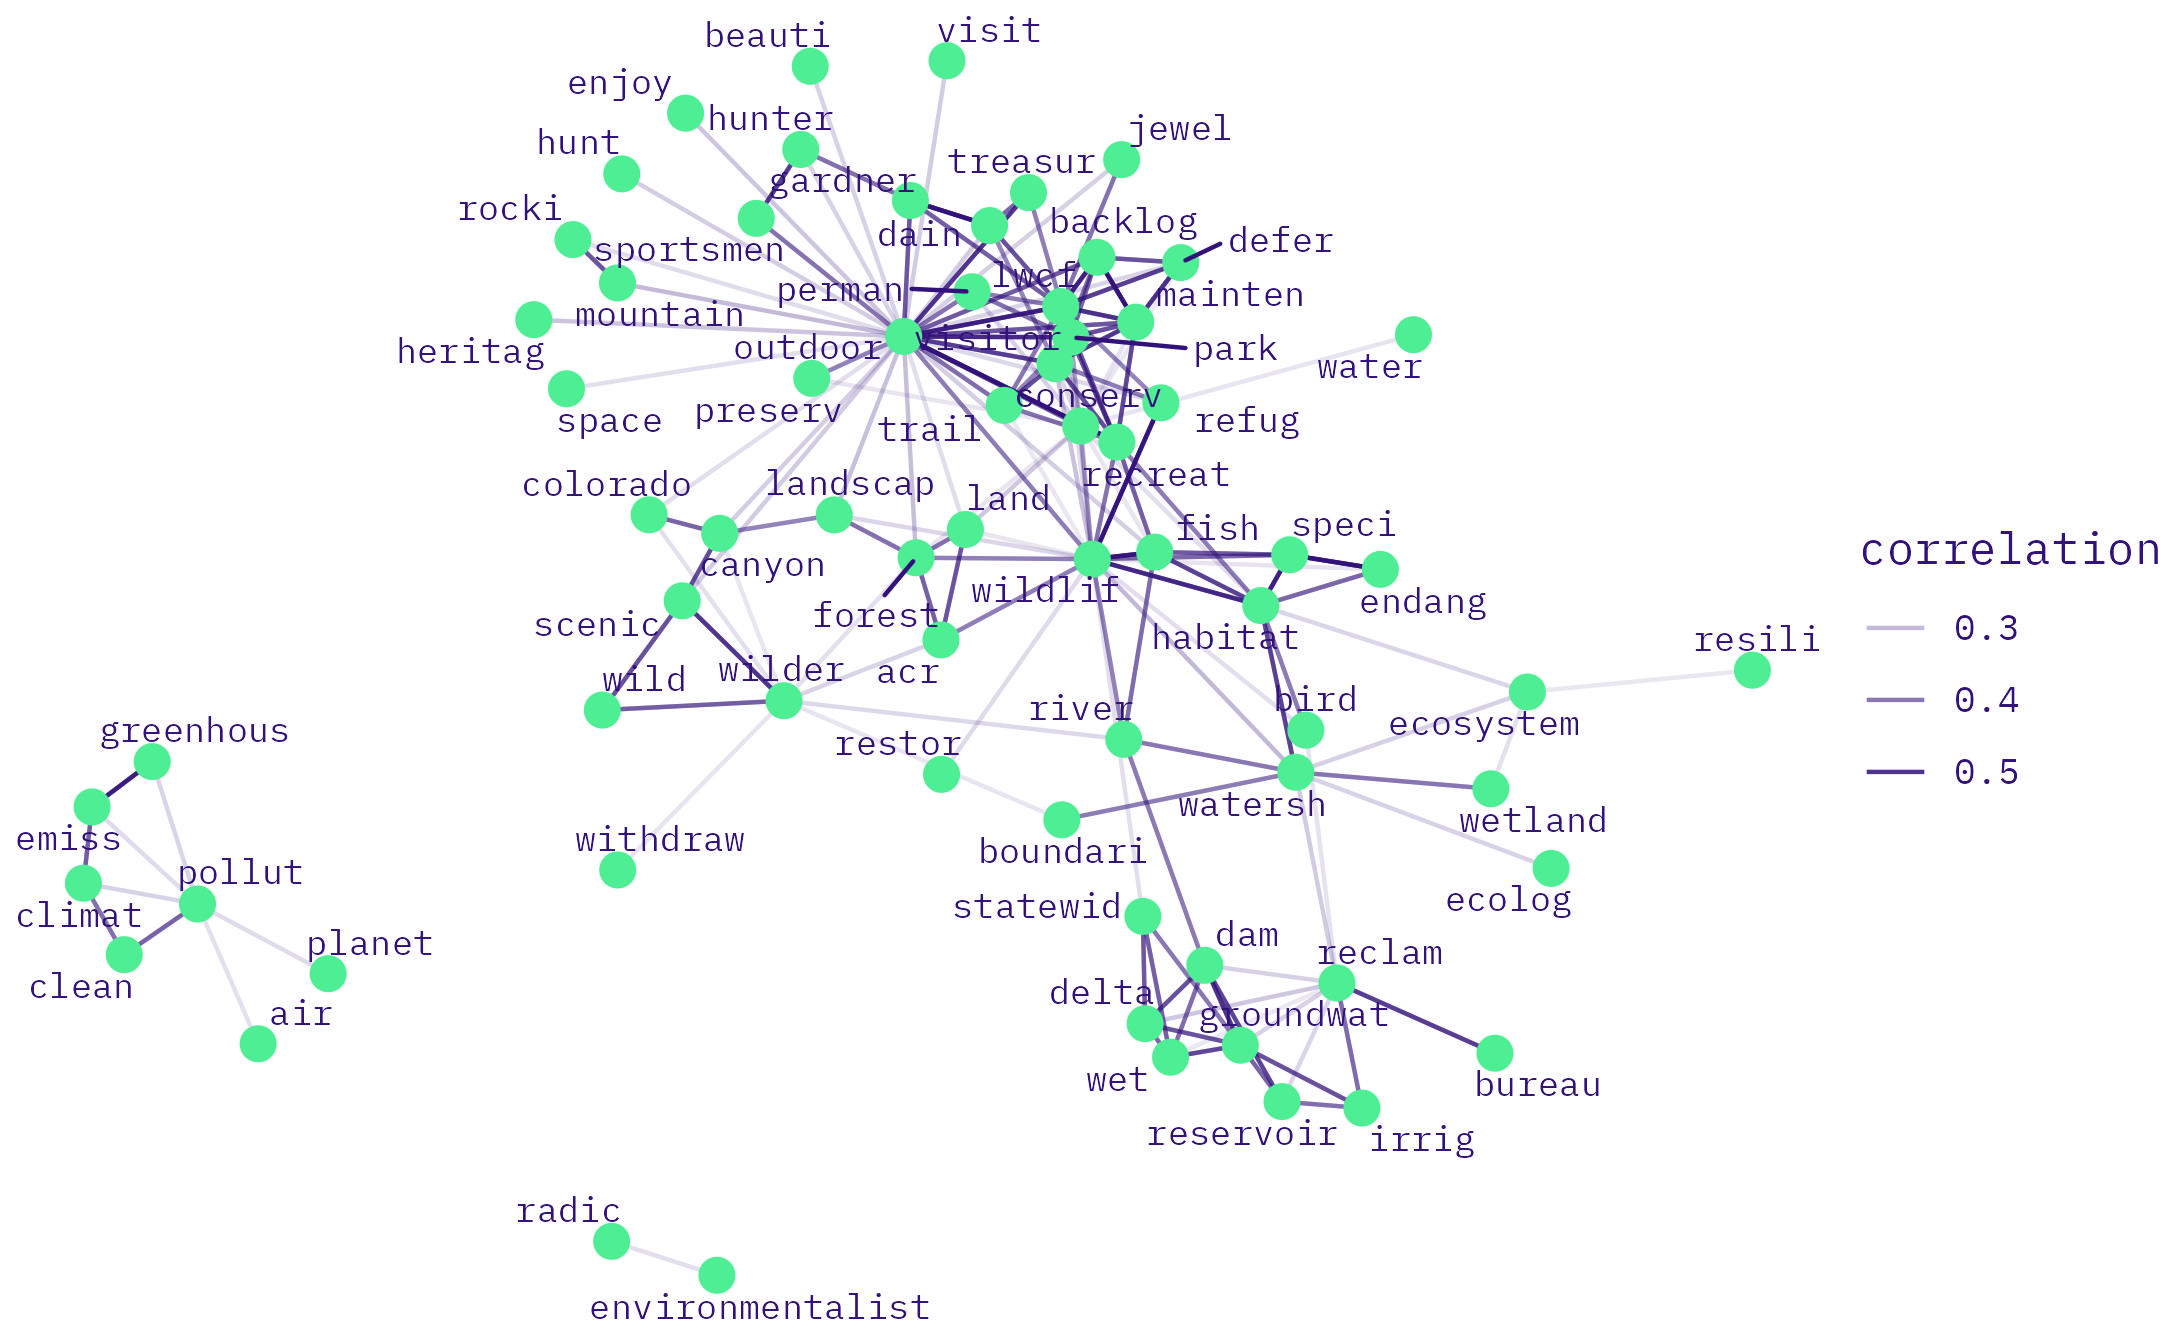 beauti
visit
enjoy
hunter
hunt
jewel
treasur
gardner
rocki
backlog
dain
defer
sportsmen
lwcf
perman
mainten
mountain
visitor
outdoor
park
heritag
water
conserv
preserv
space
refug
trail
recreat
colorado
landscap
land
fish
speci
canyon
wildlif
endang
forest
scenic
habitat
resili
wilder
acr
wild
bird
river
ecosystem
greenhous
restor
watersh
wetland
emiss
withdraw
boundari
pollut
ecolog
statewid
climat
dam
planet
reclam
clean
delta
air
groundwat
wet
bureau
reservoir
irrig
radic
environmentalist
correlation
0.3
0.4
0.5